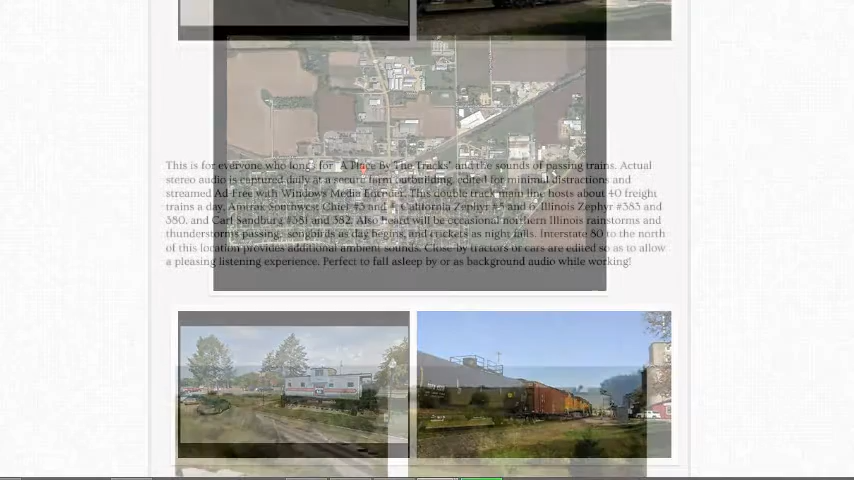 This is for everyone who longs for "A Place By The Tracks" and the sounds of passing trains. Actual
stereo audio is captured daily at a secure farm outbuilding, edited for minimal distractions and
streamed Ad-Free with Windows Media Encoder. This double track main line hosts about 40 freight
trains a day, Amtrak Southwest Chief #3 and #4, California Zephyr #5 and 6, Illinois Zephyr #383 and
380, and Carl Sandburg #381 and 382. Also heard will be occasional northern Illinois rainstorms and
thunderstorms passing, songbirds as day begins, and crickets as night falls. Interstate 80 to the north
of this location provides additional ambient sounds. Close by tractors or cars are edited so as to allow
a pleasing listening experience. Perfect to fall asleep by or as background audio while working!